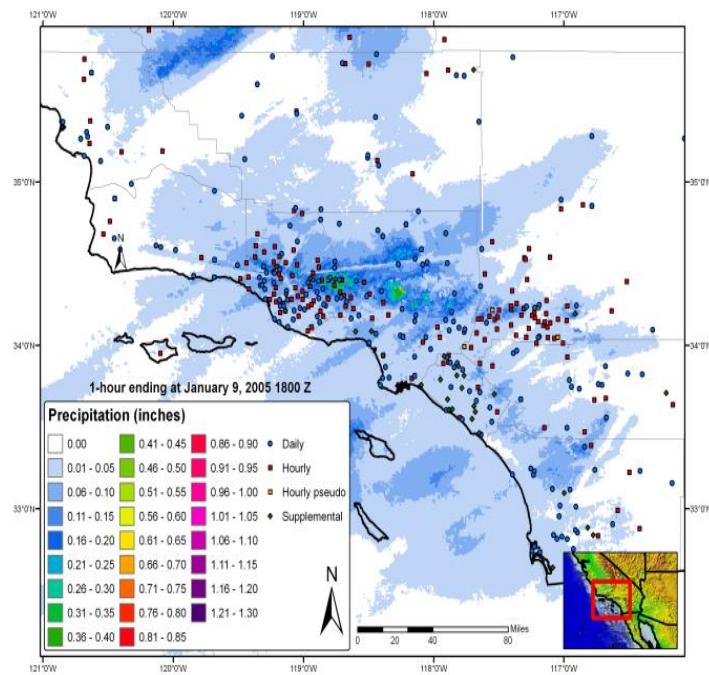 121°0'W 120°0'W 119°0'W 118°0'W 117°0'W
35°0'N 35°0'N
34°0'N 34°0'N
33°0'N 33°0'N
N
1-hour ending at January 9, 2005 1800 Z
Precipitation (inches)
0.00 0.41 - 0.45 0.86 - 0.90 Daily
0.01 - 0.05 0.46 - 0.50 0.91 - 0.95 Hourly
0.06 - 0.10 0.51 - 0.55 0.96 - 1.00 Hourly pseudo
0.11 - 0.15 0.56 - 0.60 1.01 - 1.05 Supplemental
0.16 - 0.20 0.61 - 0.65 1.06 - 1.10
0.21 - 0.25 0.66 - 0.70 1.11 - 1.15
0.26 - 0.30 0.71 - 0.75 1.16 - 1.20
0.31 - 0.35 0.76 - 0.80 1.21 - 1.30
0.36 - 0.40 0.81 - 0.85
N
Miles
0 20 40 80
121°0'W 120°0'W 119°0'W 118°0'W 117°0'W